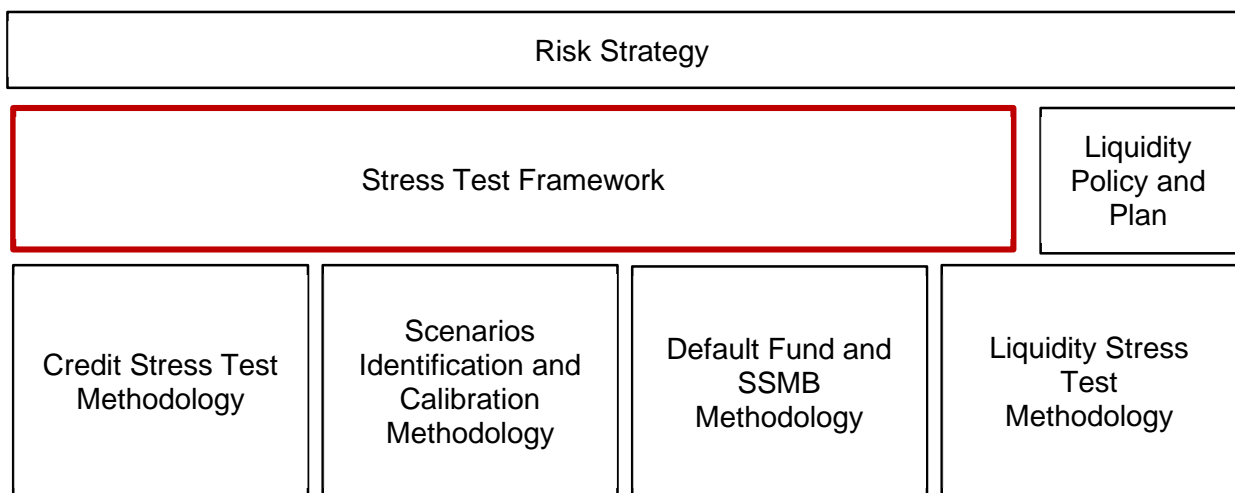 Risk Strategy
Stress Test Framework
Liquidity
Policy and
Plan
Credit Stress Test
Methodology
Scenarios
Identification and
Calibration
Methodology
Default Fund and
SSMB
Methodology
Liquidity Stress
Test
Methodology